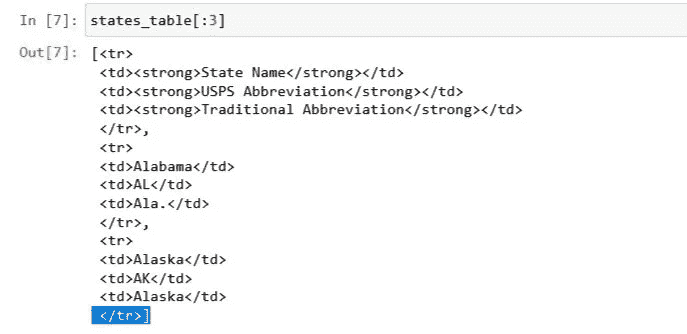 In [7]: states_table[:3]
Out[7]: [<tr>
<td><strong>State Name</strong></td>
<td><strong>USPS Abbreviation</strong></td>
<td><strong>Traditional Abbreviation</strong></td>
</tr>,
<tr>
<td>Alabama</td>
<td>AL</td>
<td>Ala.</td>
</tr>,
<tr>
<td>Alaska</td>
<td>AK</td>
<td>Alaska</td>
</tr>]